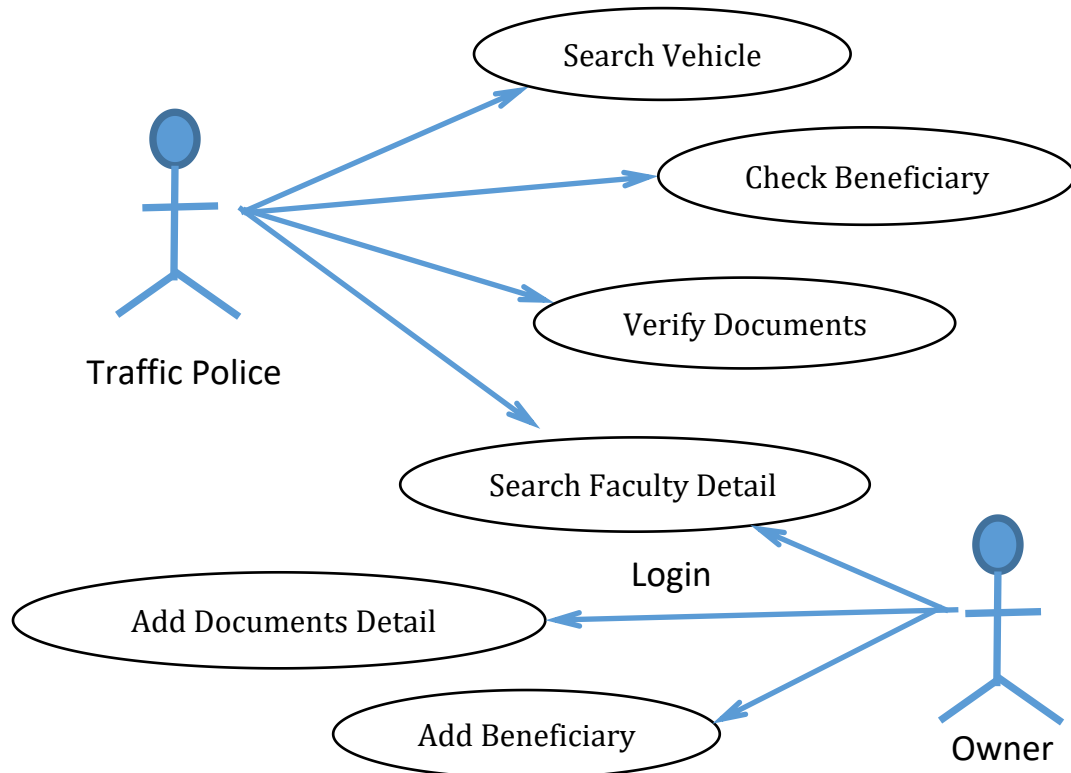 Search Vehicle
Check Beneficiary
Verify Documents
Traffic Police
Search Faculty Detail
Login
Add Documents Detail
Add Beneficiary
Owner